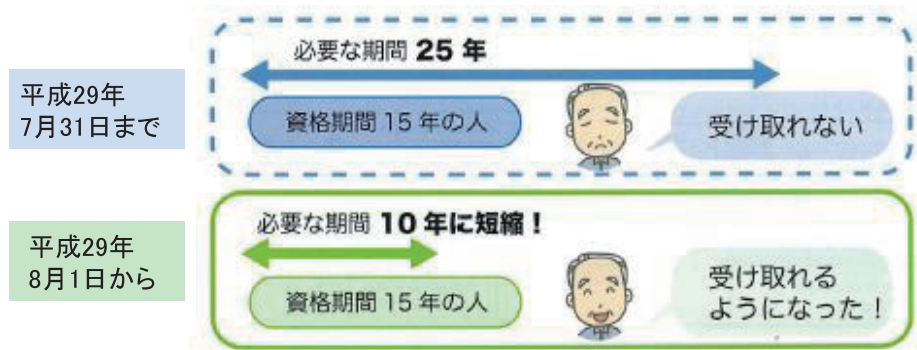 平成29年
7月31日まで
必要な期間 25 年
資格期間 15 年の人
受け取れない
平成29年
8月1日から
必要な期間 10 年に短縮！
資格期間 15 年の人
受け取れる
ようになった！